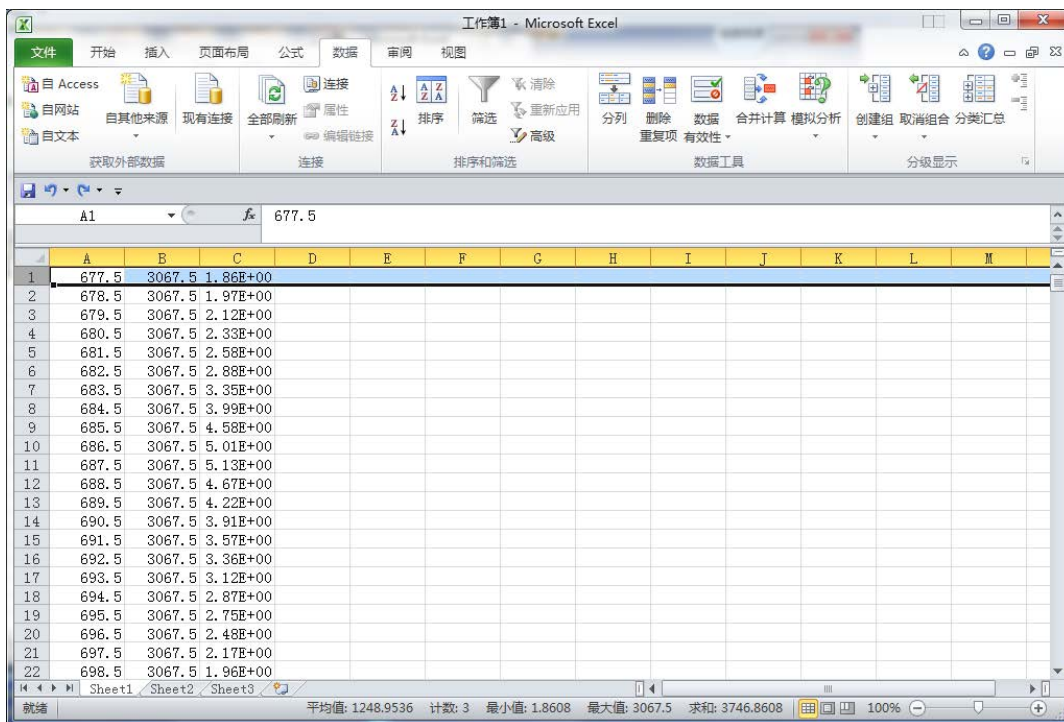 工作簿1 - Microsoft Excel
文件 开始 插入 页面布局 公式 数据 审阅 视图
自 Access
自网站
自文本
自其他来源
现有连接
获取外部数据
全部刷新
连接
属性
编辑链接
连接
排序
筛选
清除
重新应用
高级
排序和筛选
分列
删除
重复项
数据
有效性
合并计算
模拟分析
数据工具
创建组
取消组合
分类汇总
分级显示
A1 fx 677.5
A B C D E F G H I J K L M
1 677.5 3067.5 1.86E+00
2 678.5 3067.5 1.97E+00
3 679.5 3067.5 2.12E+00
4 680.5 3067.5 2.33E+00
5 681.5 3067.5 2.58E+00
6 682.5 3067.5 2.88E+00
7 683.5 3067.5 3.35E+00
8 684.5 3067.5 3.99E+00
9 685.5 3067.5 4.58E+00
10 686.5 3067.5 5.01E+00
11 687.5 3067.5 5.13E+00
12 688.5 3067.5 4.67E+00
13 689.5 3067.5 4.22E+00
14 690.5 3067.5 3.91E+00
15 691.5 3067.5 3.57E+00
16 692.5 3067.5 3.36E+00
17 693.5 3067.5 3.12E+00
18 694.5 3067.5 2.87E+00
19 695.5 3067.5 2.75E+00
20 696.5 3067.5 2.48E+00
21 697.5 3067.5 2.17E+00
22 698.5 3067.5 1.96E+00
Sheet1 Sheet2 Sheet3
就绪 平均值: 1248.9536 计数: 3 最小值: 1.8608 最大值: 3067.5 求和: 3746.8608 100%